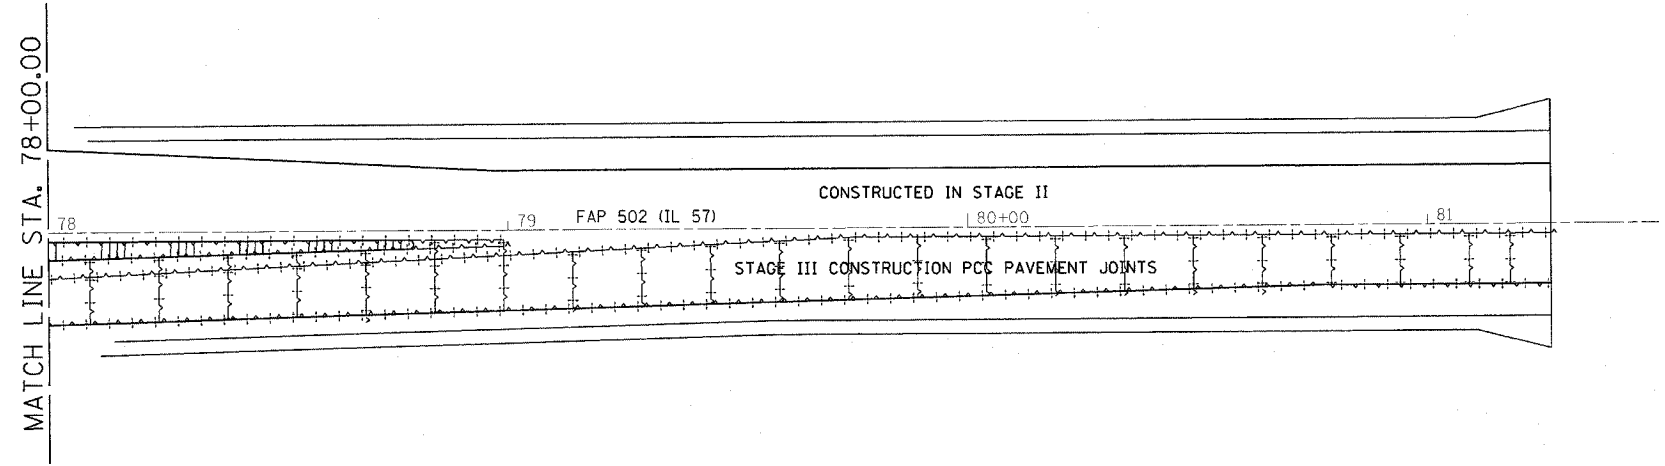 MATCH LINE STA. 78+00.00
CONSTRUCTED IN STAGE II
78
79
FAP 502 (IL 57)
80+00
81
STAGE III CONSTRUCTION PCC PAVEMENT JOINTS